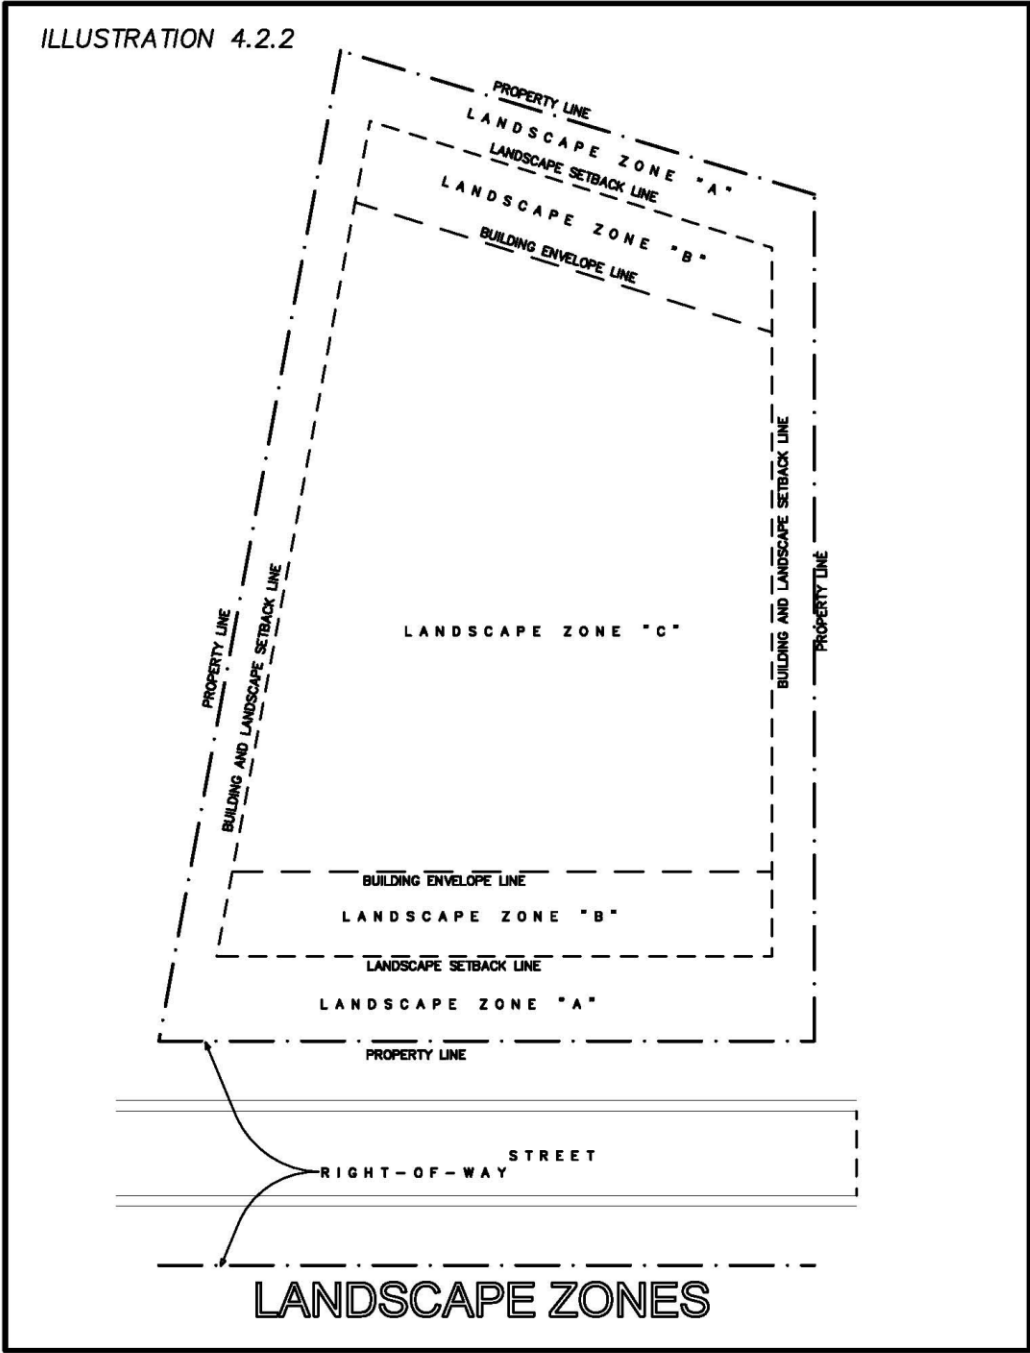 ILLUSTRATION 4.2.2
PROPERTY LINE
LANDSCAPE ZONE "A"
LANDSCAPE SETBACK LINE
LANDSCAPE ZONE "B"
BUILDING ENVELOPE LINE
BUILDING AND LANDSCAPE SETBACK LINE
PROPERTY LINE
LANDSCAPE ZONE "C"
PROPERTY LINE
BUILDING AND LANDSCAPE SETBACK LINE
BUILDING ENVELOPE LINE
LANDSCAPE ZONE "B"
LANDSCAPE SETBACK LINE
LANDSCAPE ZONE "A"
PROPERTY LINE
STREET
RIGHT-OF-WAY
LANDSCAPE ZONES